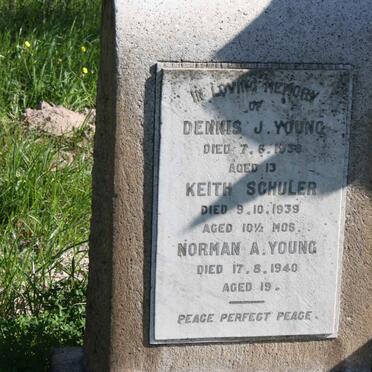 IN LOVING MEMORY
OF
DENNIS J. YOUNG
DIED 7.6.1938
AGED 13
KEITH SCHULER
DIED 9.10.1939
AGED 10½ MOS.
NORMAN A. YOUNG
DIED 17.8.1940
AGED 19.
PEACE PERFECT PEACE.